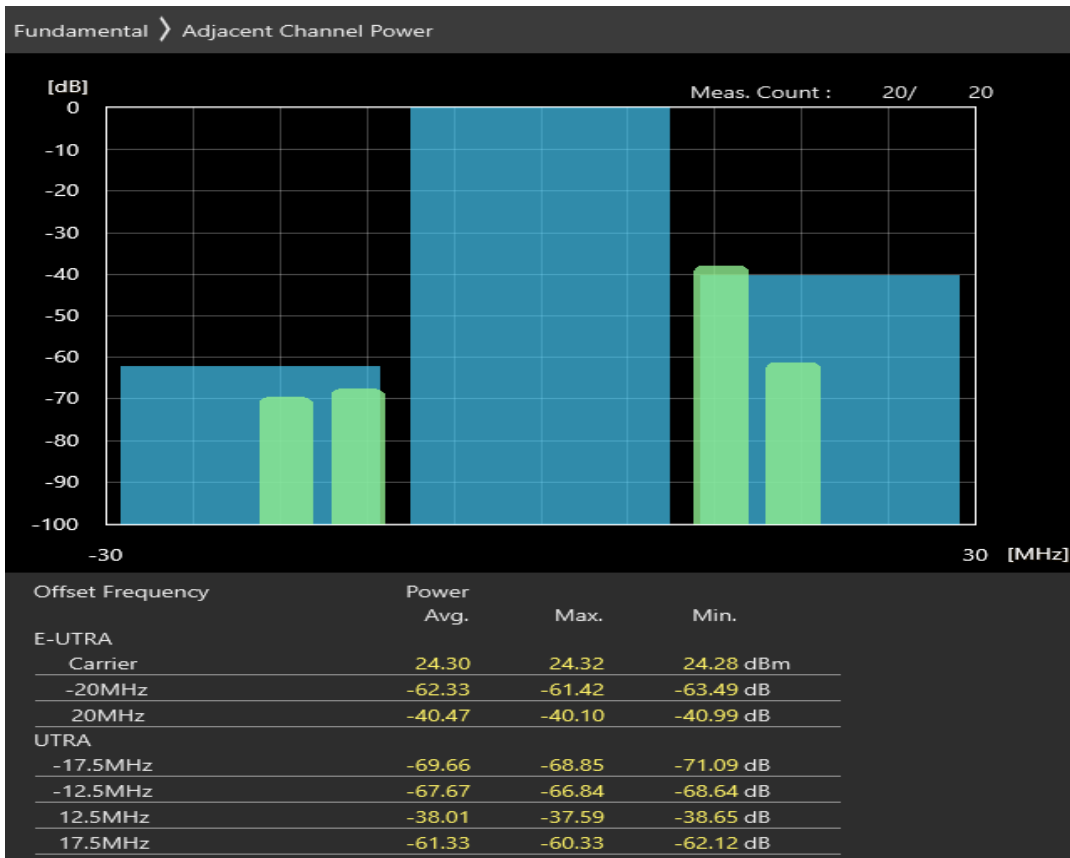 Fundamental ❯ Adjacent Channel Power
[dB]
Meas. Count : 20/ 20
0
-10
-20
-30
-40
-50
-60
-70
-80
-90
-100
-30 30 [MHz]
Offset Frequency Power
Avg. Max. Min.
E-UTRA
Carrier 24.30 24.32 24.28 dBm
-20MHz -62.33 -61.42 -63.49 dB
20MHz -40.47 -40.10 -40.99 dB
UTRA
-17.5MHz -69.66 -68.85 -71.09 dB
-12.5MHz -67.67 -66.84 -68.64 dB
12.5MHz -38.01 -37.59 -38.65 dB
17.5MHz -61.33 -60.33 -62.12 dB